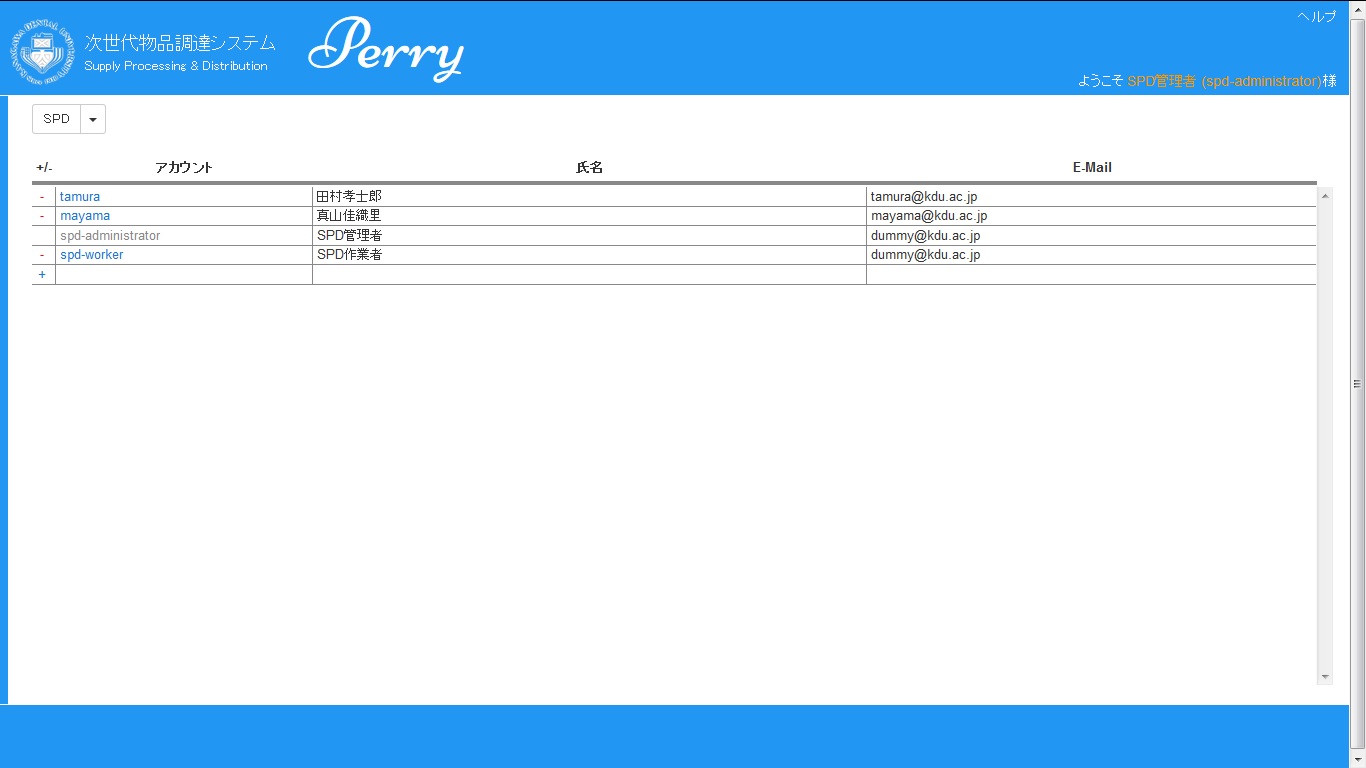 ヘルプ
次世代物品調達システム
Supply Processing & Distribution
Perry
ようこそ SPD管理者 (spd-administrator)様
SPD
+/- アカウント 氏名 E-Mail
- tamura 田村孝士郎 tamura@kdu.ac.jp
- mayama 真山佳織里 mayama@kdu.ac.jp
spd-administrator SPD管理者 dummy@kdu.ac.jp
- spd-worker SPD作業者 dummy@kdu.ac.jp
+